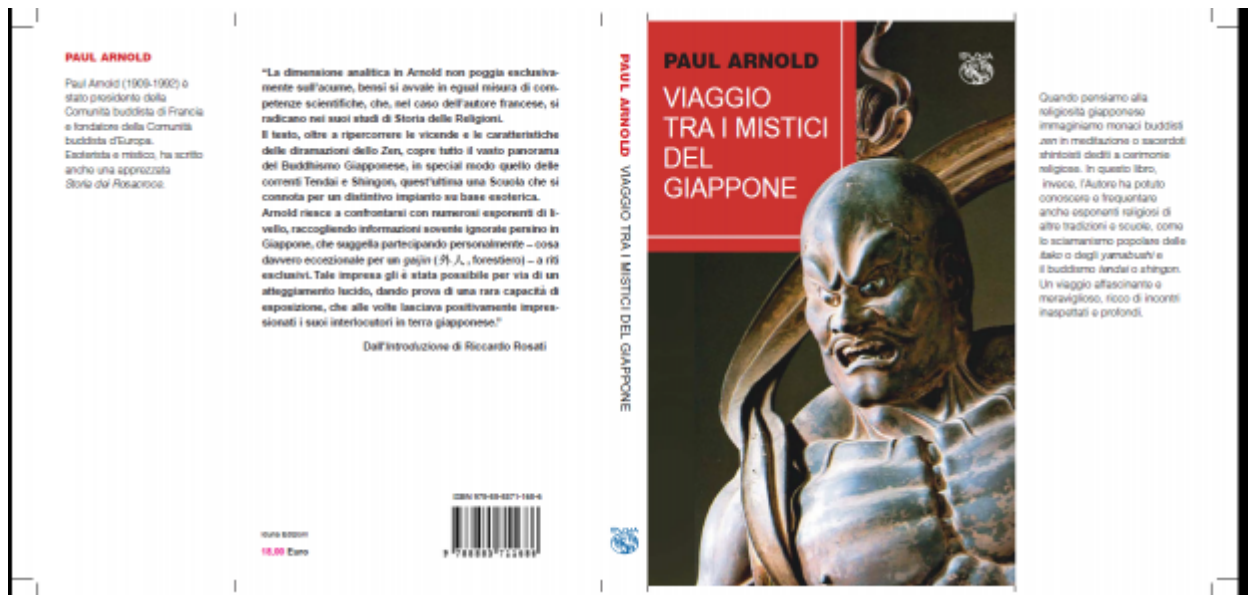 PAUL ARNOLD
Paul Arnold (1909-1992) è
stato presidente della
Comunità buddista di Francia
e fondatore della Comunità
buddista d'Europa.
Esoterista e mistico, ha scritto
anche una apprezzata
Storia dei Rosacroce.
“La dimensione analitica in Arnold non poggia esclusiva-
mente sull'acume, bensì si avvale in egual misura di com-
petenze scientifiche, che, nel caso dell'autore francese, si
radicano nei suoi studi di Storia delle Religioni.
Il testo, oltre a ripercorrere le vicende e le caratteristiche
delle diramazioni dello Zen, copre tutto il vasto panorama
del Buddhismo Giapponese, in special modo quello delle
correnti Tendai e Shingon, quest'ultima una Scuola che si
connota per un distintivo impianto su base esoterica.
Arnold riesce a confrontarsi con numerosi esponenti di li-
vello, raccogliendo informazioni sovente ignorate persino in
Giappone, che suggella partecipando personalmente – cosa
davvero eccezionale per un gaijin (外人, forestiero) – a riti
esclusivi. Tale impresa gli è stata possibile per via di un
atteggiamento lucido, dando prova di una rara capacità di
esposizione, che alle volte lasciava positivamente impres-
sionati i suoi interlocutori in terra giapponese.”
Dall'Introduzione di Riccardo Rosati
Iduna Edizioni
18,00 Euro
PAUL ARNOLD VIAGGIO TRA I MISTICI DEL GIAPPONE
PAUL ARNOLD
VIAGGIO
TRA I MISTICI
DEL
GIAPPONE
Quando pensiamo alla
religiosità giapponese
immaginiamo monaci buddisti
zen in meditazione o sacerdoti
shintoisti dediti a cerimonie
religiose. In questo libro,
invece, l'Autore ha potuto
conoscere e frequentare
anche esponenti religiosi di
altre tradizioni e scuole, come
lo sciamanismo popolare delle
itako o degli yamabushi e
il buddismo tendai o shingon.
Un viaggio affascinante e
meraviglioso, ricco di incontri
inaspettati e profondi.